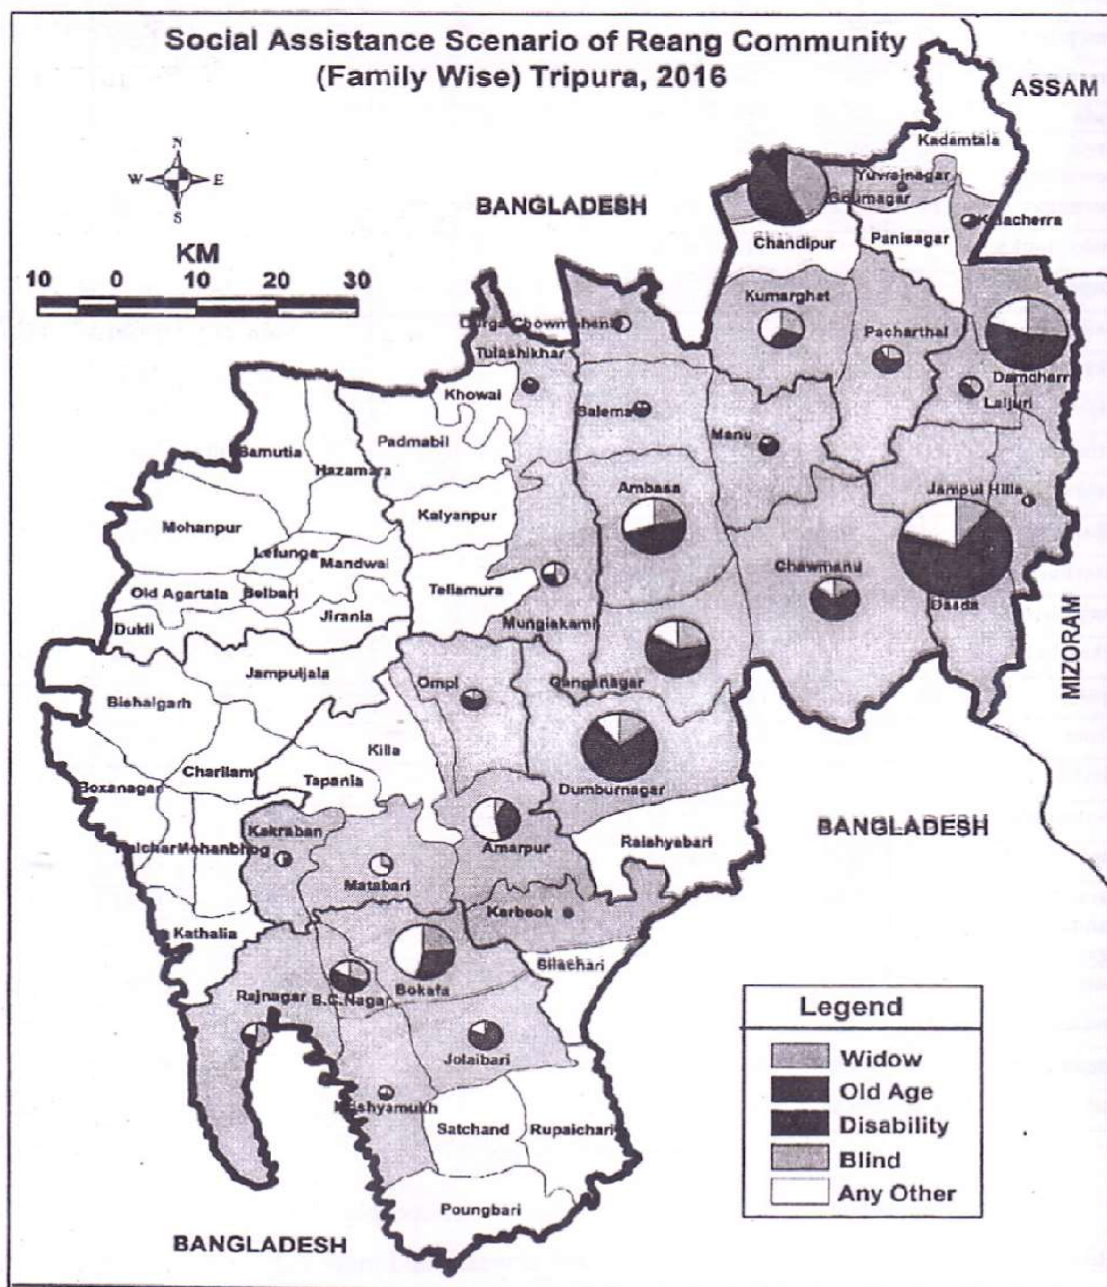 Social Assistance Scenario of Reang Community
(Family Wise) Tripura, 2016
ASSAM
N
W E
S
KM
10 0 10 20 30
BANGLADESH
Kadamtala
Yuvrajnagar
Chandipur
Panisagar
Kumarghat
Pacharthal
Laljuri
Tulashikhar
Khowai
Salema
Manu
Padmabil
Bamutia
Hazamara
Ambasa
Jampui Hills
Kalyanpur
Mohanpur
Lefunga
Mandwai
Chawmanu
Teliamura
Old Agartala
Belbari
Jirania
Dukli
Mungiakami
Dasda
MIZORAM
Jampuijala
Ompi
Ganganagar
Bishalgarh
Killa
Charilam
Tapania
Boxanagar
Dumburnagar
Kakraban
Amarpur
Raishyabari
BANGLADESH
Mohanbhog
Matabari
Karbook
Kathalia
Silachari
Bokafa
Rajnagar
B.C.Nagar
Jolaibari
Satchand
Rupaichari
Poungbari
BANGLADESH
Legend
Widow
Old Age
Disability
Blind
Any Other